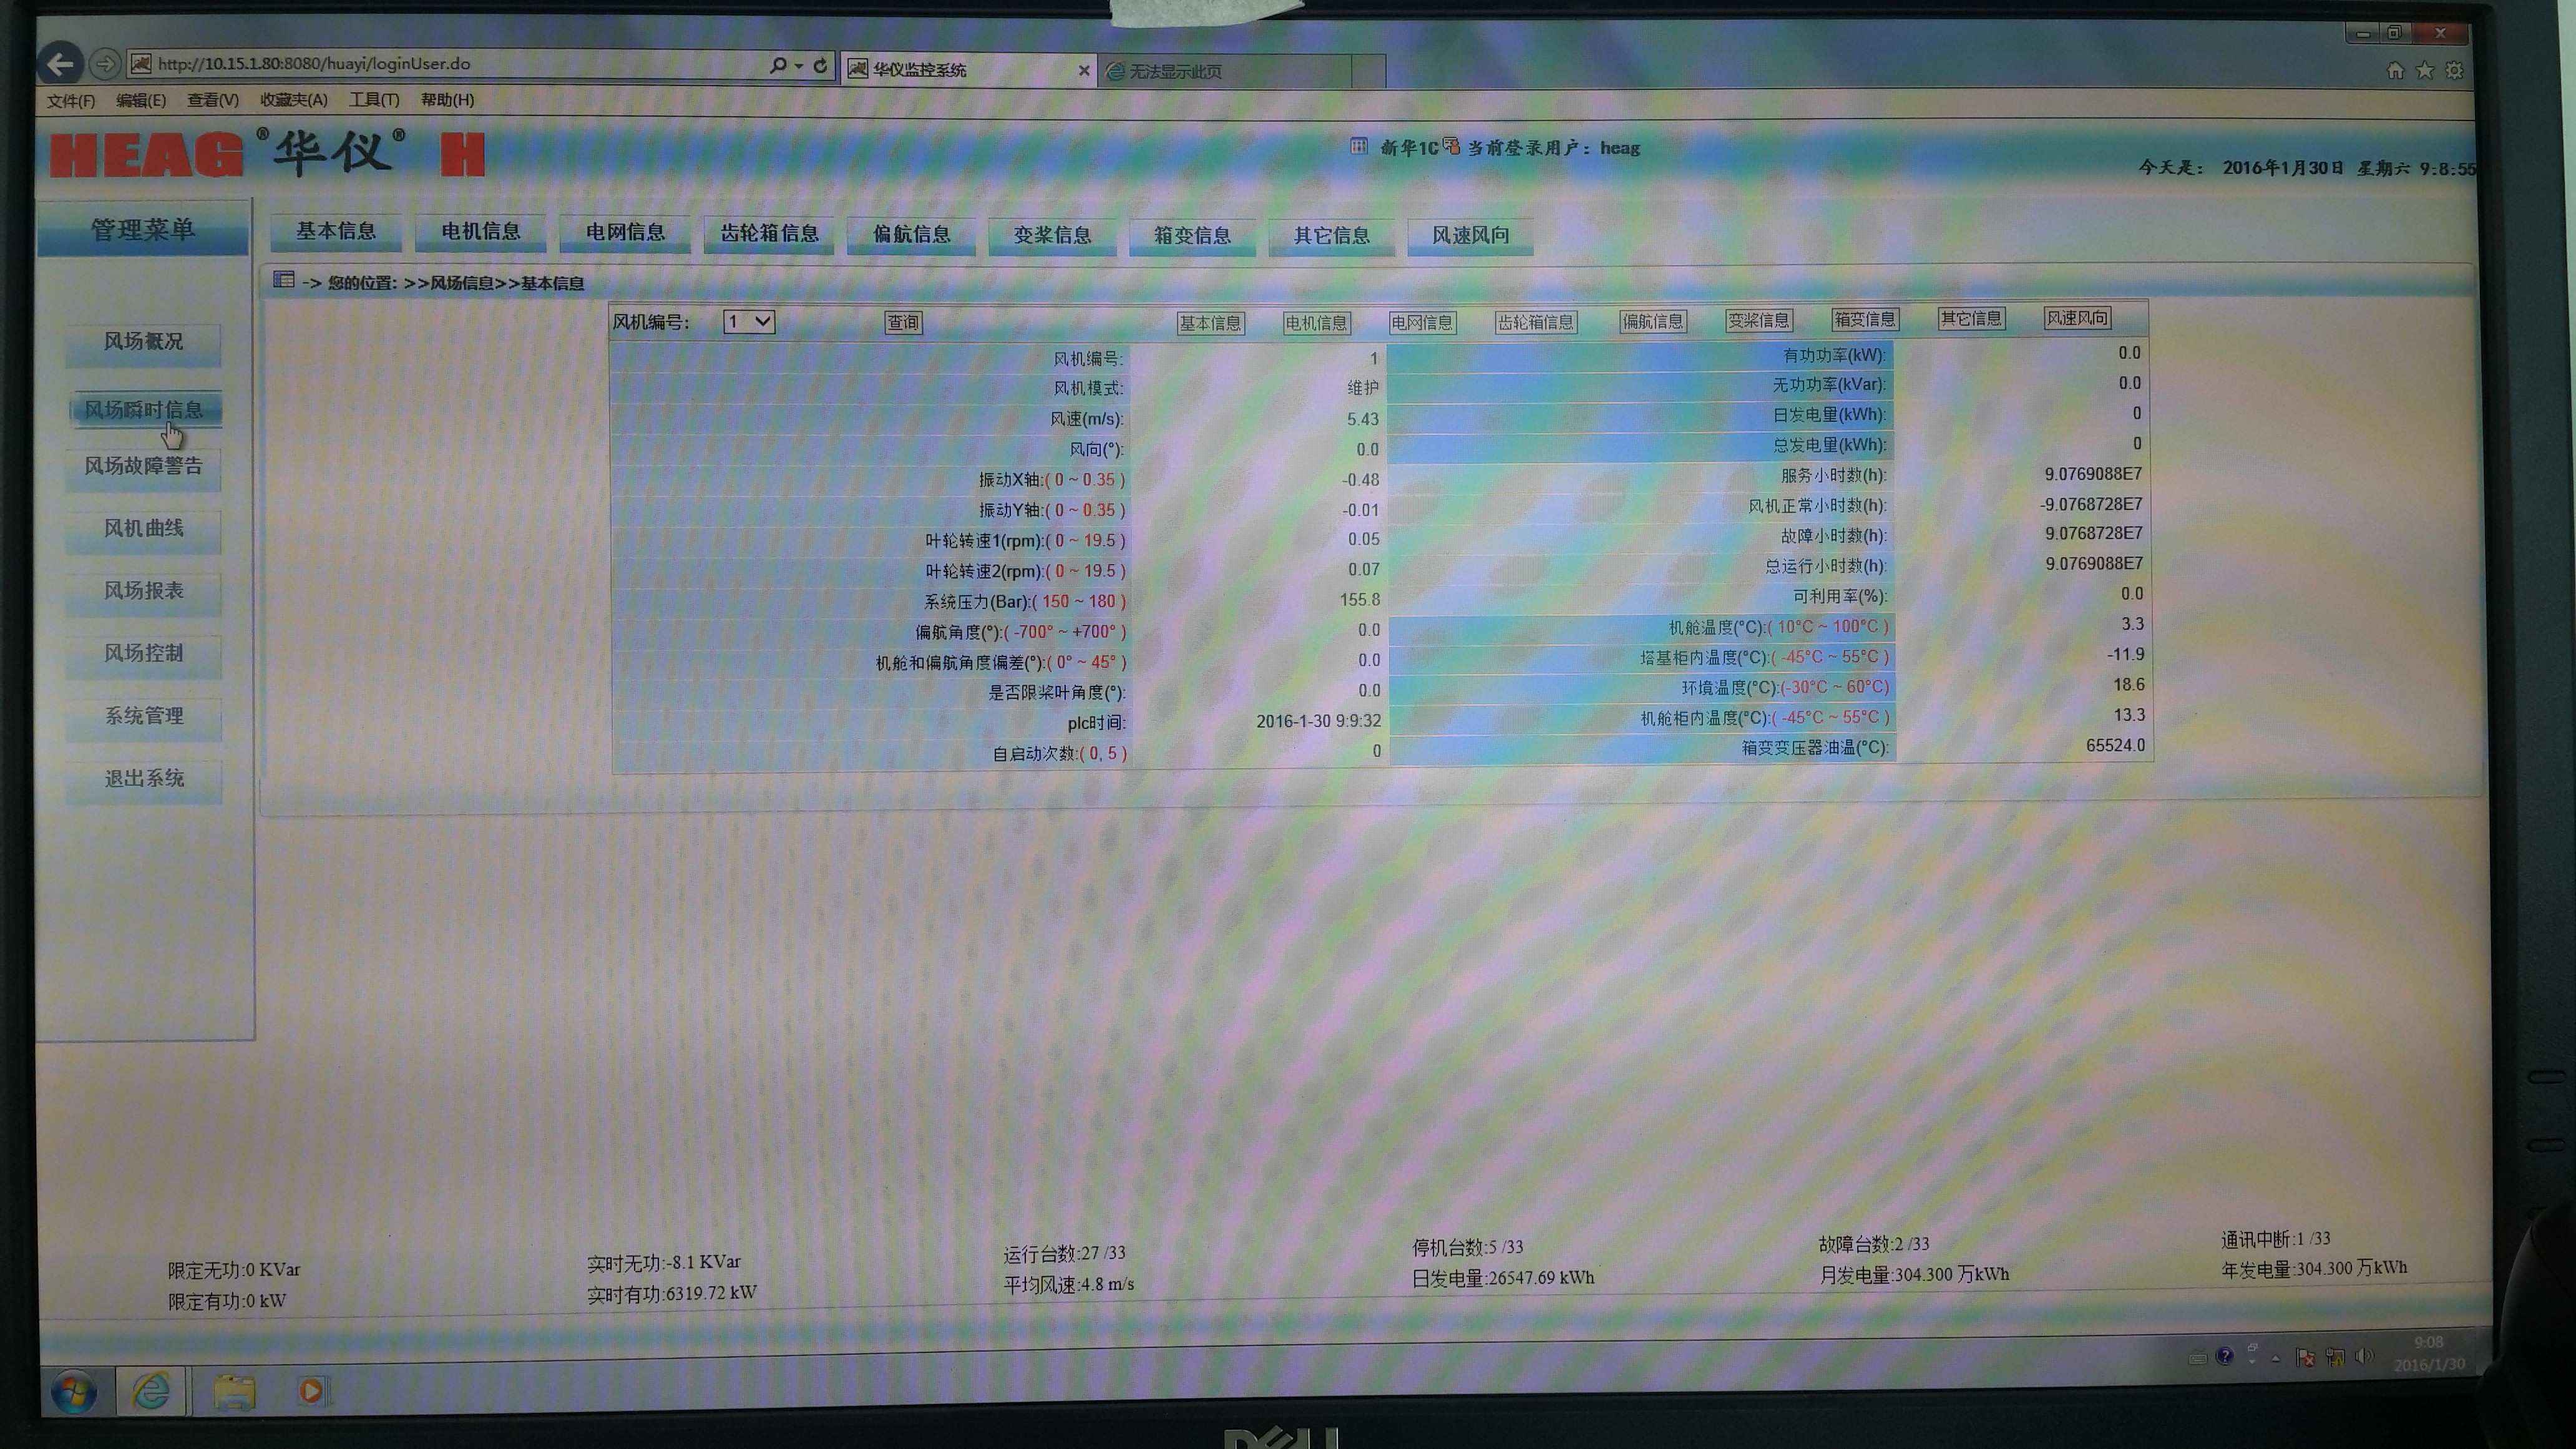 http://10.15.1.80:8080/huayi/loginUser.do
华仪监控系统
无法显示此页
文件(F) 编辑(E) 查看(V) 收藏夹(A) 工具(T) 帮助(H)
HEAG®华仪® H
新华1C 当前登录用户：heag
今天是： 2016年1月30日 星期六 9:8:55
管理菜单
基本信息 电机信息 电网信息 齿轮箱信息 偏航信息 变桨信息 箱变信息 其它信息 风速风向
-> 您的位置: >>风场信息>>基本信息
风场概况
风场瞬时信息
风场故障警告
风机曲线
风场报表
风场控制
系统管理
退出系统
风机编号: 1 查询 基本信息 电机信息 电网信息 齿轮箱信息 偏航信息 变桨信息 箱变信息 其它信息 风速风向
风机编号: 1 有功功率(kW): 0.0
风机模式: 维护 无功功率(kVar): 0.0
风速(m/s): 5.43 日发电量(kWh): 0
风向(°): 0.0 总发电量(kWh): 0
振动X轴:( 0 ~ 0.35 ) -0.48 服务小时数(h): 9.0769088E7
振动Y轴:( 0 ~ 0.35 ) -0.01 风机正常小时数(h): -9.0768728E7
叶轮转速1(rpm):( 0 ~ 19.5 ) 0.05 故障小时数(h): 9.0768728E7
叶轮转速2(rpm):( 0 ~ 19.5 ) 0.07 总运行小时数(h): 9.0769088E7
系统压力(Bar):( 150 ~ 180 ) 155.8 可利用率(%): 0.0
偏航角度(°):( -700° ~ +700° ) 0.0 机舱温度(°C):( 10°C ~ 100°C ) 3.3
机舱和偏航角度偏差(°):( 0° ~ 45° ) 0.0 塔基柜内温度(°C):( -45°C ~ 55°C ) -11.9
是否限桨叶角度(°): 0.0 环境温度(°C):(-30°C ~ 60°C) 18.6
plc时间: 2016-1-30 9:9:32 机舱柜内温度(°C):( -45°C ~ 55°C ) 13.3
自启动次数:( 0, 5 ) 0 箱变变压器油温(°C): 65524.0
限定无功:0 KVar 实时无功:-8.1 KVar 运行台数:27 /33 停机台数:5 /33 故障台数:2 /33 通讯中断:1 /33
限定有功:0 kW 实时有功:6319.72 kW 平均风速:4.8 m/s 日发电量:26547.69 kWh 月发电量:304.300 万kWh 年发电量:304.300 万kWh
9:08
2016/1/30
DELL